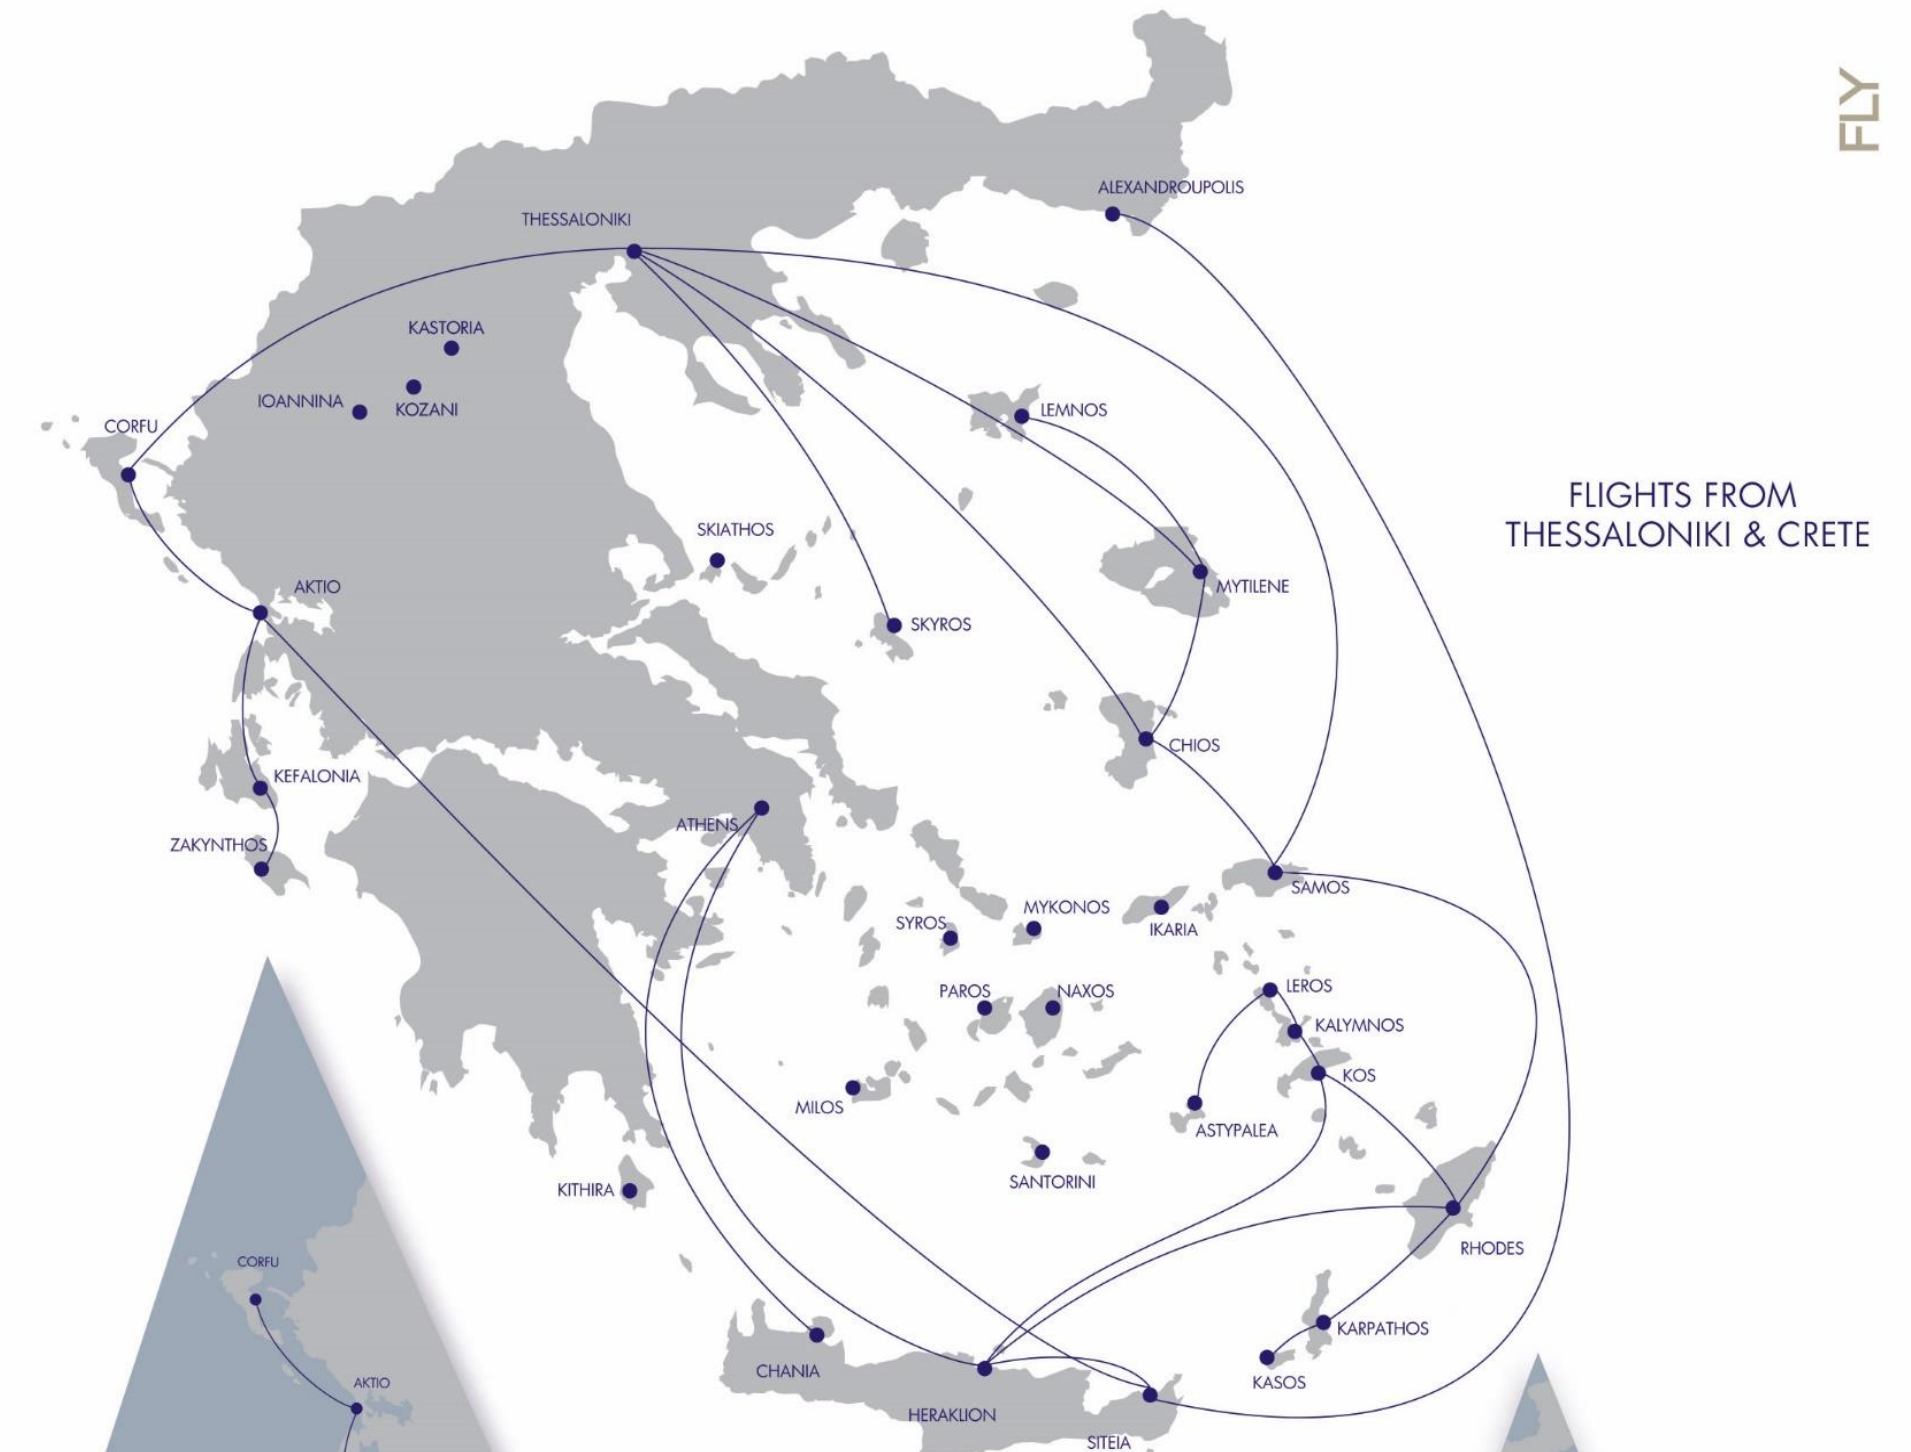 FLY
ALEXANDROUPOLIS
THESSALONIKI
KASTORIA
IOANNINA
KOZANI
CORFU
LEMNOS
FLIGHTS FROM
THESSALONIKI & CRETE
SKIATHOS
AKTIO
MYTILENE
SKYROS
CHIOS
KEFALONIA
ATHENS
ZAKYNTHOS
SAMOS
MYKONOS
SYROS
IKARIA
LEROS
PAROS
NAXOS
KALYMNOS
KOS
MILOS
ASTYPALEA
SANTORINI
KITHIRA
RHODES
CORFU
KARPATHOS
CHANIA
AKTIO
KASOS
HERAKLION
SITEIA